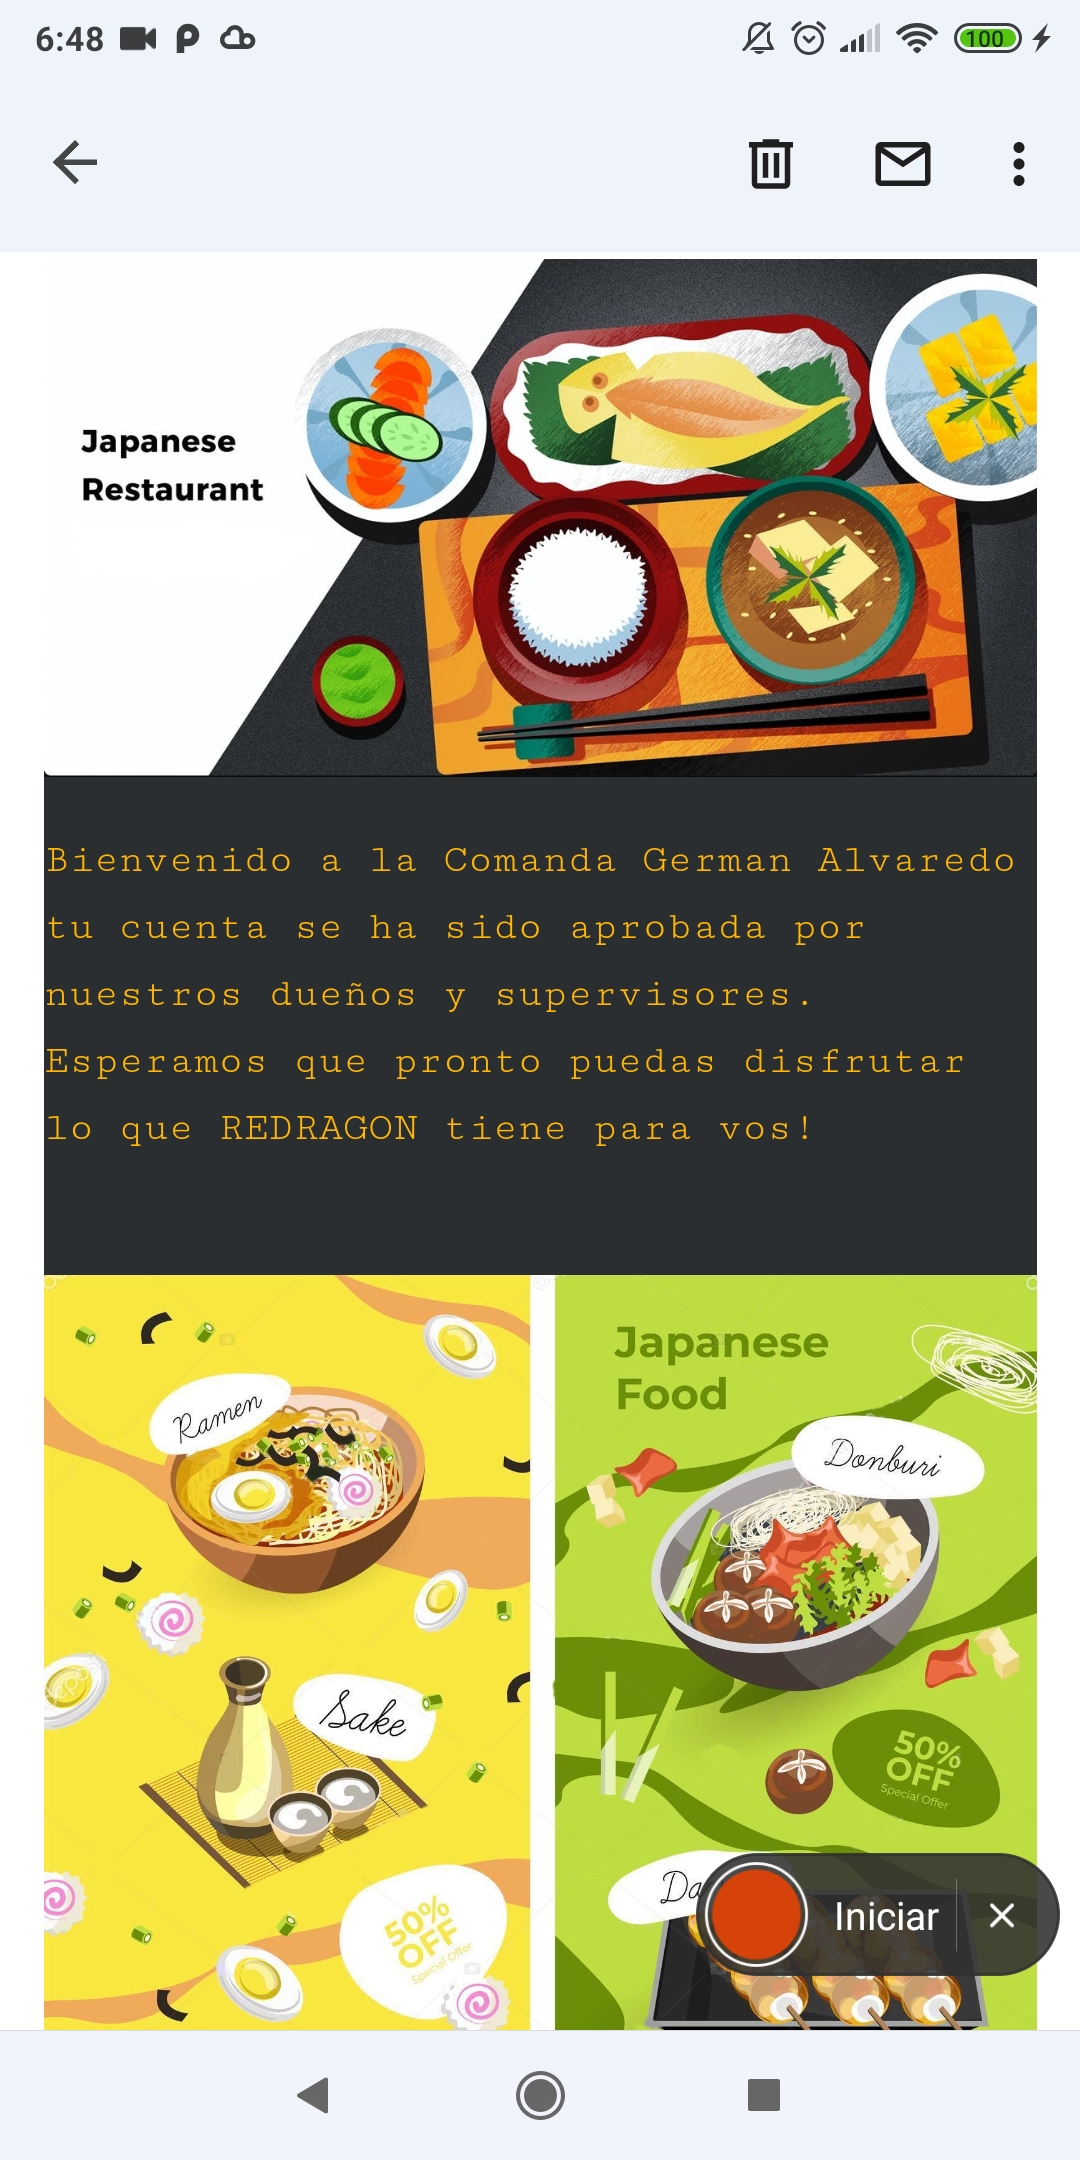 6:48
100
Japanese
Restaurant
Bienvenido a la Comanda German Alvaredo
tu cuenta se ha sido aprobada por
nuestros dueños y supervisores.
Esperamos que pronto puedas disfrutar
lo que REDRAGON tiene para vos!
Ramen
Sake
50%
OFF
Special Offer
Japanese
Food
Donburi
50%
OFF
Special Offer
Iniciar